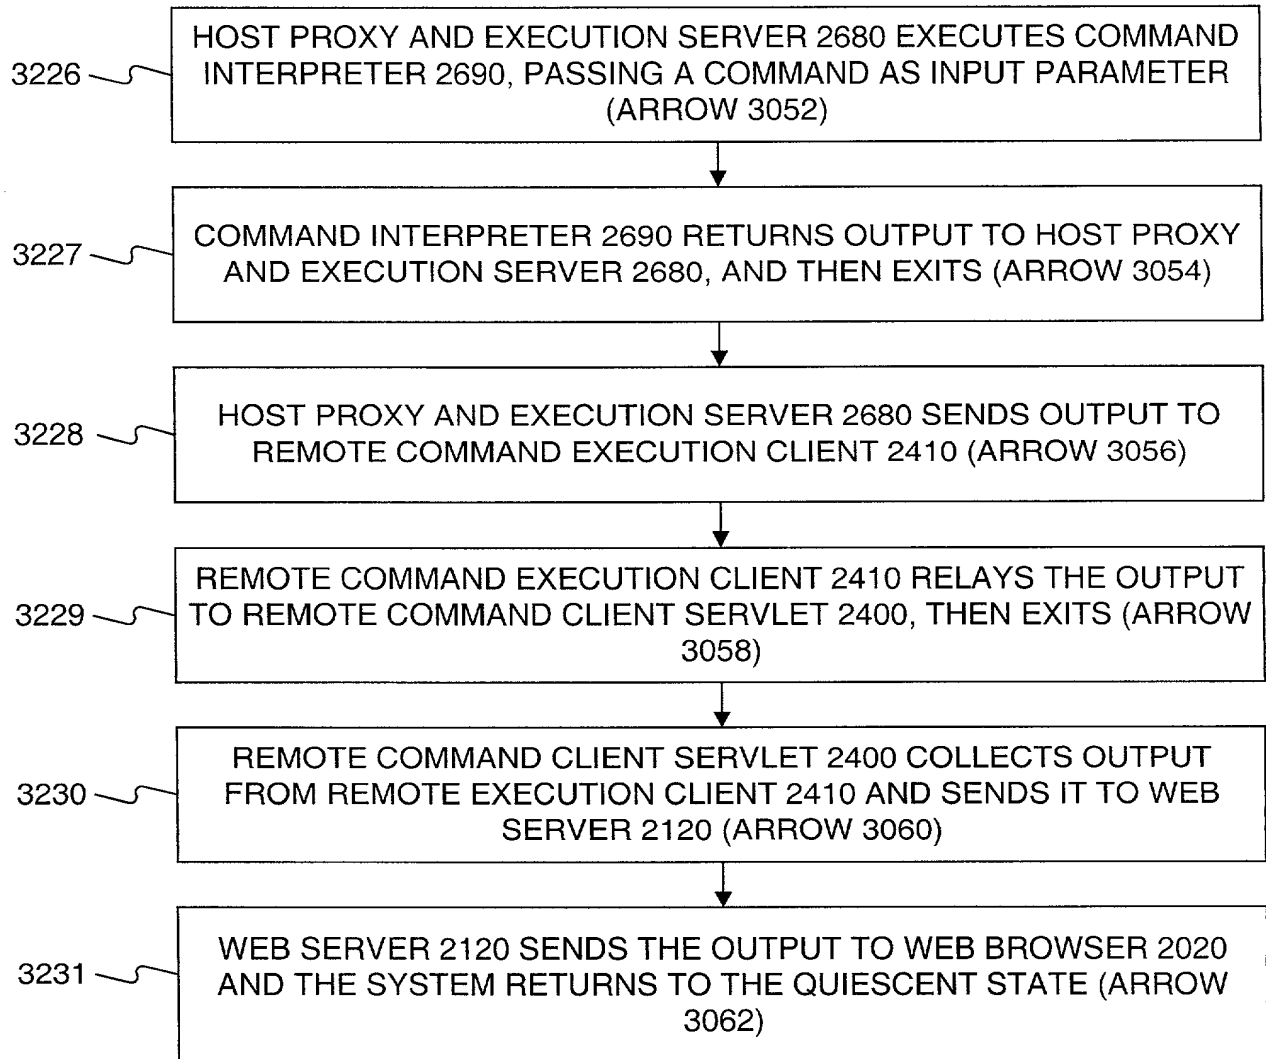 3226
HOST PROXY AND EXECUTION SERVER 2680 EXECUTES COMMAND
INTERPRETER 2690, PASSING A COMMAND AS INPUT PARAMETER
(ARROW 3052)
3227
COMMAND INTERPRETER 2690 RETURNS OUTPUT TO HOST PROXY
AND EXECUTION SERVER 2680, AND THEN EXITS (ARROW 3054)
3228
HOST PROXY AND EXECUTION SERVER 2680 SENDS OUTPUT TO
REMOTE COMMAND EXECUTION CLIENT 2410 (ARROW 3056)
3229
REMOTE COMMAND EXECUTION CLIENT 2410 RELAYS THE OUTPUT
TO REMOTE COMMAND CLIENT SERVLET 2400, THEN EXITS (ARROW
3058)
3230
REMOTE COMMAND CLIENT SERVLET 2400 COLLECTS OUTPUT
FROM REMOTE EXECUTION CLIENT 2410 AND SENDS IT TO WEB
SERVER 2120 (ARROW 3060)
3231
WEB SERVER 2120 SENDS THE OUTPUT TO WEB BROWSER 2020
AND THE SYSTEM RETURNS TO THE QUIESCENT STATE (ARROW
3062)